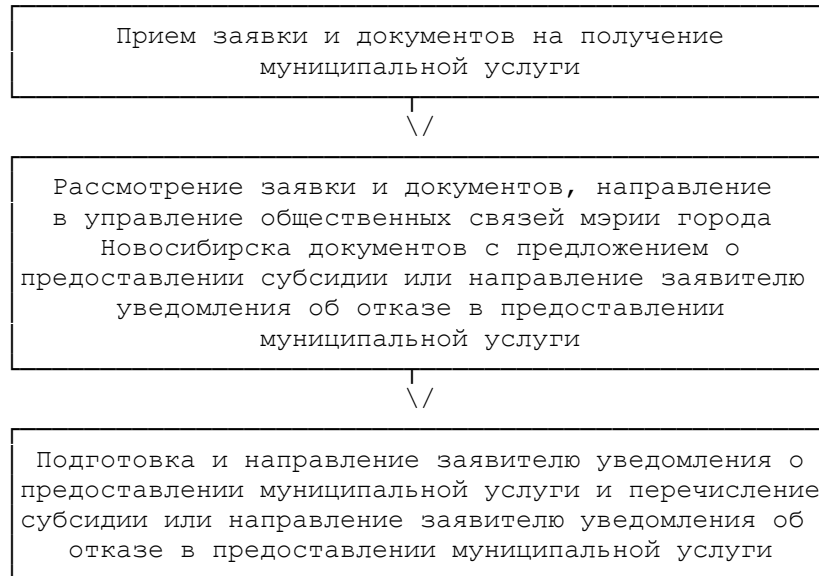 Прием заявки и документов на получение
муниципальной услуги
\/
Рассмотрение заявки и документов, направление
в управление общественных связей мэрии города
Новосибирска документов с предложением о
предоставлении субсидии или направление заявителю
уведомления об отказе в предоставлении
муниципальной услуги
\/
Подготовка и направление заявителю уведомления о
предоставлении муниципальной услуги и перечисление
субсидии или направление заявителю уведомления об
отказе в предоставлении муниципальной услуги